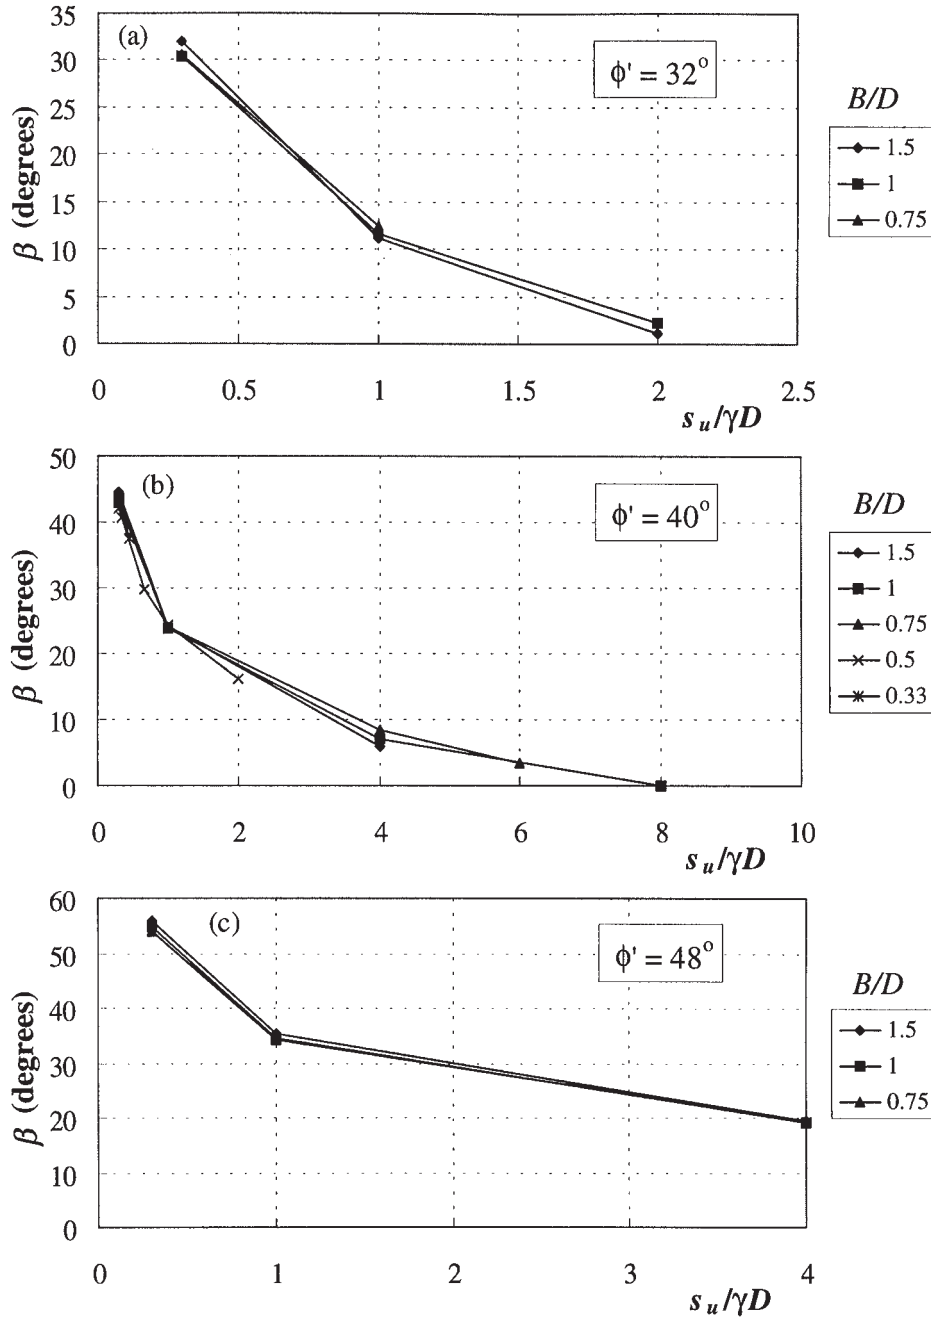 (a)
ϕ' = 32°
β (degrees)
35
30
25
20
15
10
5
0
0 0.5 1 1.5 2 2.5
s_u/γD
B/D
1.5
1
0.75
(b)
ϕ' = 40°
β (degrees)
50
40
30
20
10
0
0 2 4 6 8 10
s_u/γD
B/D
1.5
1
0.75
0.5
0.33
(c)
ϕ' = 48°
β (degrees)
60
50
40
30
20
10
0
0 1 2 3 4
s_u/γD
B/D
1.5
1
0.75